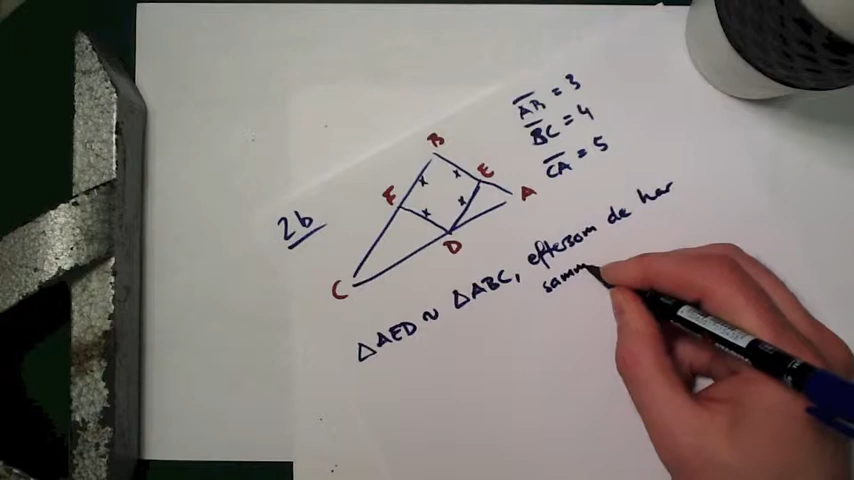 2b
B
E
A
F
D
C
x
x
x
x
AB = 3
BC = 4
CA = 5
△AED ~ △ABC, eftersom de har
samm